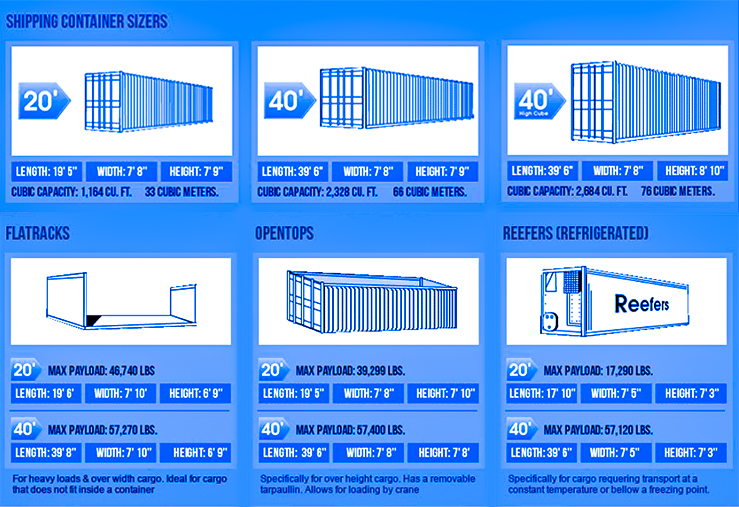 SHIPPING CONTAINER SIZERS
20'
LENGTH: 19' 5" WIDTH: 7' 8" HEIGHT: 7' 9"
CUBIC CAPACITY: 1,164 CU. FT. 33 CUBIC METERS.
40'
LENGTH: 39' 6" WIDTH: 7' 8" HEIGHT: 7' 9"
CUBIC CAPACITY: 2,328 CU. FT. 66 CUBIC METERS.
40'
High Cube
LENGTH: 39' 6" WIDTH: 7' 8" HEIGHT: 8' 10"
CUBIC CAPACITY: 2,684 CU. FT. 76 CUBIC METERS.
FLATRACKS
20' MAX PAYLOAD: 46,740 LBS
LENGTH: 19' 6' WIDTH: 7' 10' HEIGHT: 6' 9"
40' MAX PAYLOAD: 57,270 LBS.
LENGTH: 39' 8" WIDTH: 7' 10" HEIGHT: 6' 9"
For heavy loads & over width cargo. Ideal for cargo
that does not fit inside a container
OPENTOPS
20' MAX PAYLOAD: 39,299 LBS.
LENGTH: 19' 5" WIDTH: 7' 8" HEIGHT: 7' 10"
40' MAX PAYLOAD: 57,400 LBS.
LENGTH: 39' 6" WIDTH: 7' 8" HEIGHT: 7' 8'
Specifically for over height cargo. Has a removable
tarpaullin. Allows for loading by crane
REEFERS (REFRIGERATED)
Reefers
20' MAX PAYLOAD: 17,290 LBS.
LENGTH: 17' 10" WIDTH: 7' 5" HEIGHT: 7' 3"
40' MAX PAYLOAD: 57,120 LBS.
LENGTH: 39' 6" WIDTH: 7' 5" HEIGHT: 7' 3"
Specifically for cargo requering transport at a
constant temperature or bellow a freezing point.